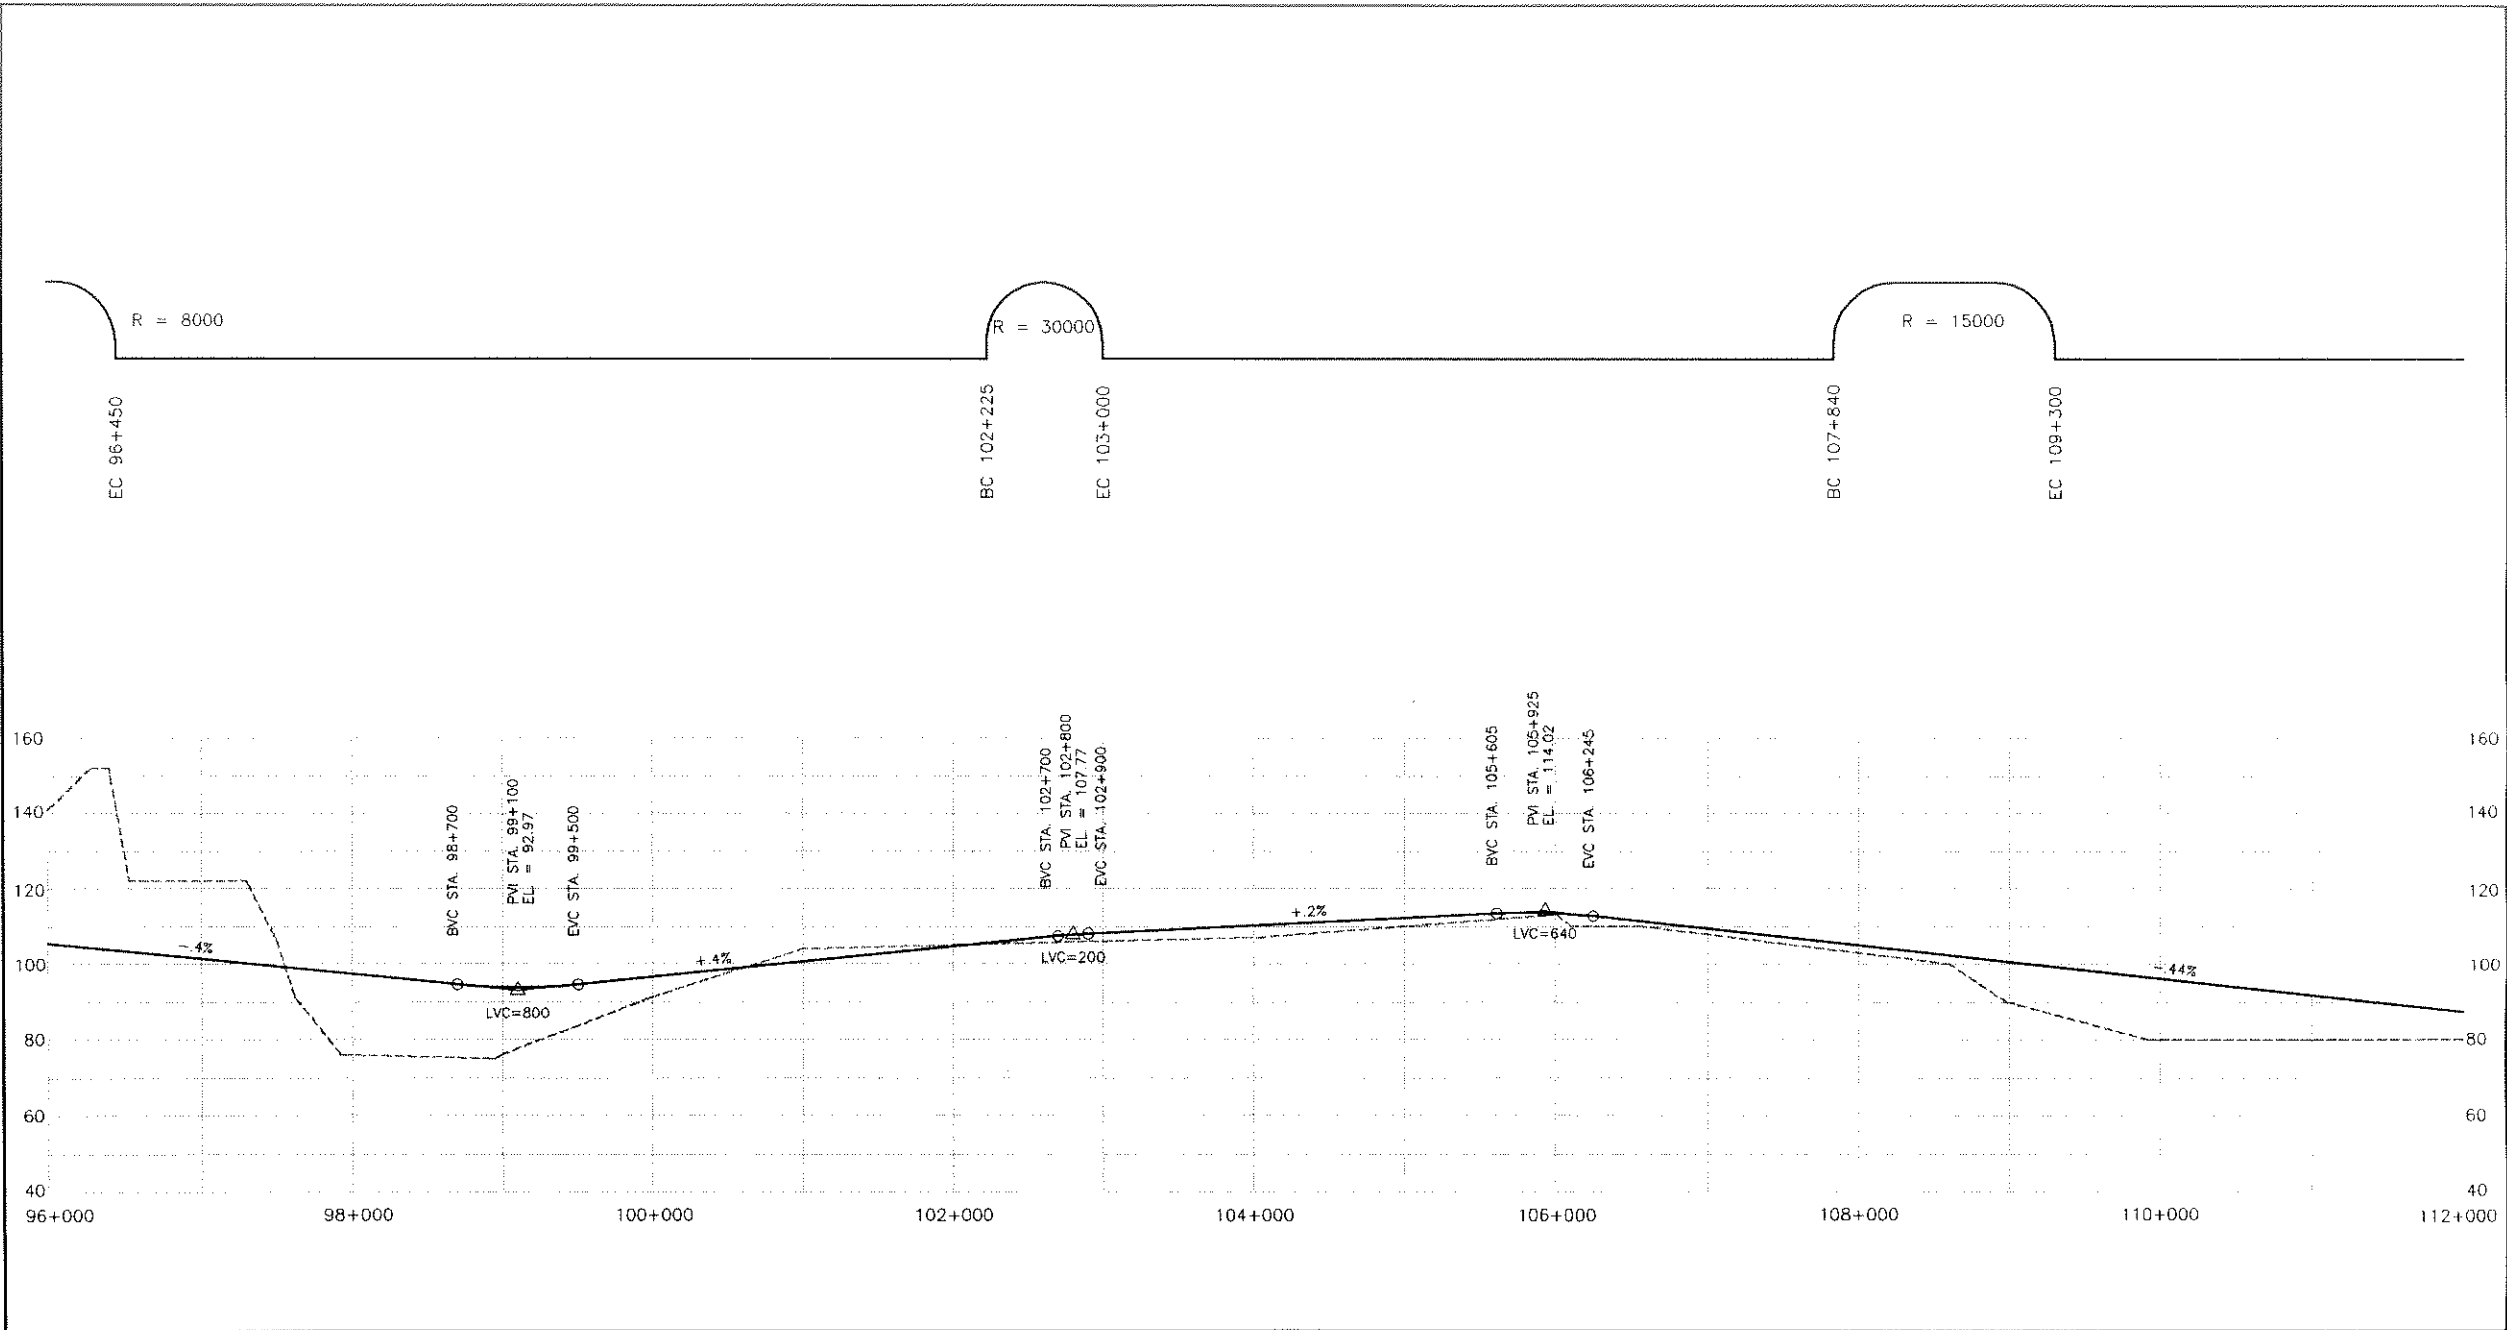 R = 8000
R = 30000
R = 15000
EC 96+450
BC 102+225
EC 103+000
BC 107+840
EC 109+300
BVC STA. 98+700
PVI STA. 99+100
EL = 92.97
EVC STA. 99+500
BVC STA. 102+700
PVI STA. 102+800
EL = 107.77
EVC STA. 102+900
BVC STA. 105+605
PVI STA. 105+925
EL. = 114.02
EVC STA. 106+245
160
160
140
140
120
120
-.4%
+.4%
+.2%
-.44%
100
100
LVC=800
LVC=200
LVC=640
80
80
60
60
40
40
96+000
98+000
100+000
102+000
104+000
106+000
108+000
110+000
112+000